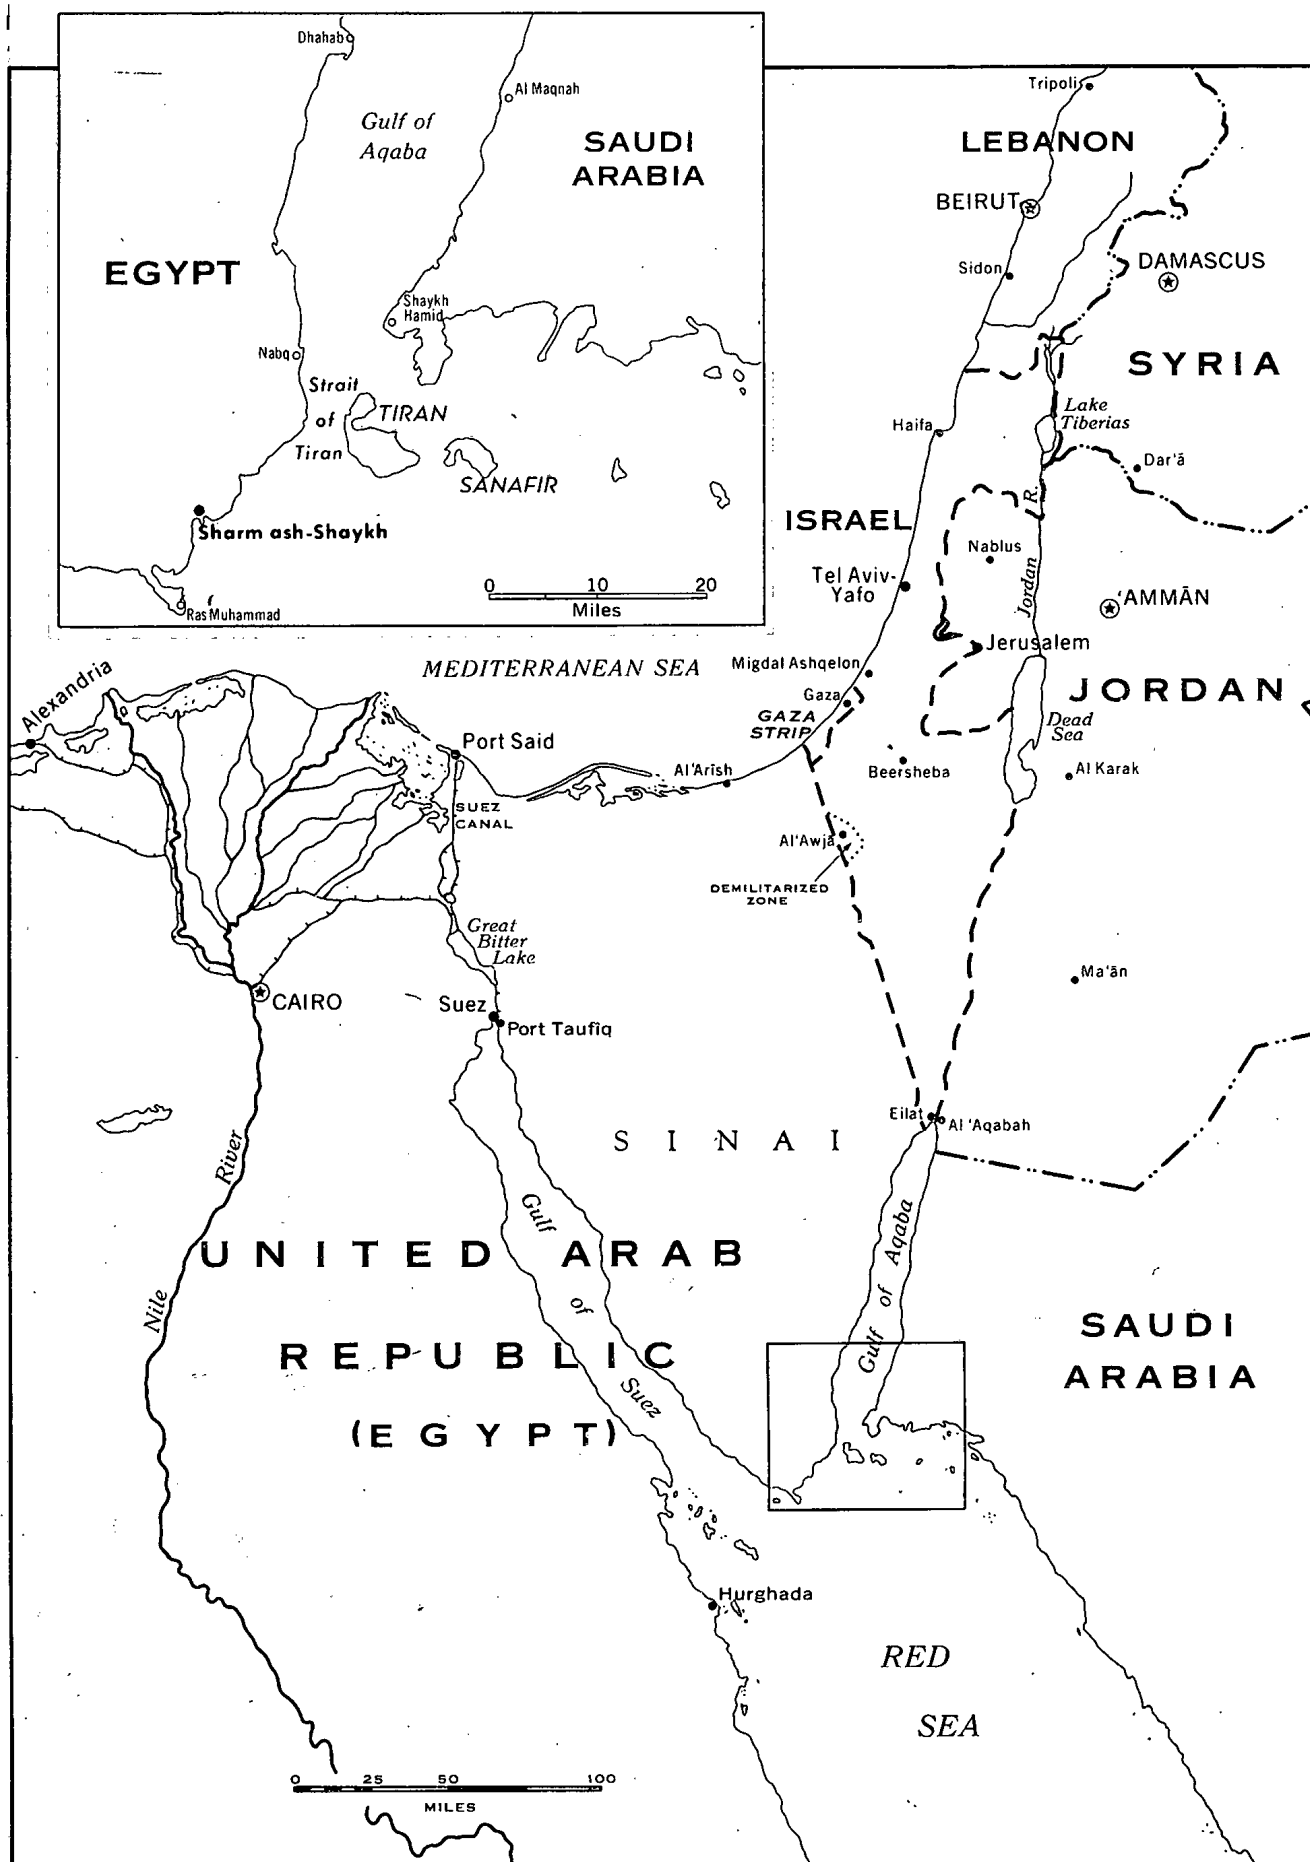 Dhahab
Al Maqnah
Gulf of
Aqaba
SAUDI
ARABIA
EGYPT
Shaykh
Hamid
Nabq
Strait
of
Tiran
TIRAN
SANAFIR
Sharm ash-Shaykh
Ras Muhammad
0 10 20
Miles
Tripoli
LEBANON
BEIRUT
Sidon
DAMASCUS
SYRIA
Lake
Tiberias
Haifa
Dar'ā
ISRAEL
Nablus
Jordan R.
Tel Aviv-
Yafo
'AMMĀN
Jerusalem
MEDITERRANEAN SEA
Migdal Ashqelon
Gaza
GAZA
STRIP
JORDAN
Dead
Sea
Alexandria
Port Said
Al'Arīsh
Beersheba
Al Karak
SUEZ
CANAL
Al'Awjā
DEMILITARIZED
ZONE
Great
Bitter
Lake
CAIRO
Suez
Port Taufīq
Ma'ān
Eilat
Al 'Aqabah
SINAI
Nile River
Gulf of Suez
Gulf of Aqaba
UNITED ARAB
REPUBLIC
(EGYPT)
SAUDI
ARABIA
Hurghada
RED
SEA
0 25 50 100
MILES